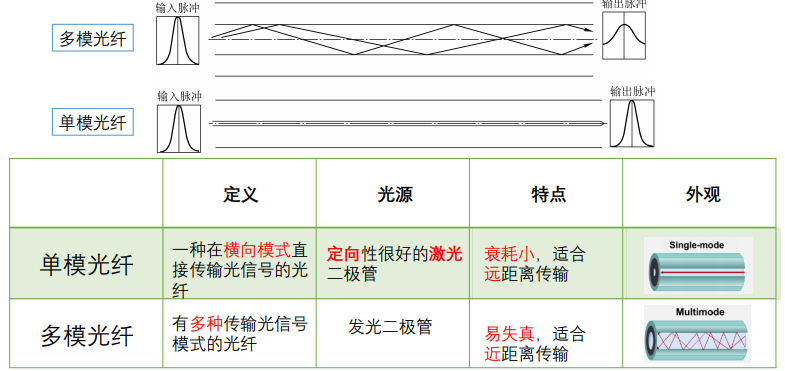 输入脉冲
输出脉冲
多模光纤
输入脉冲
输出脉冲
单模光纤
定义
光源
特点
外观
单模光纤
一种在横向模式直
接传输光信号的光
纤
定向性很好的激光
二极管
衰耗小，适合
远距离传输
Single-mode
多模光纤
有多种传输光信号
模式的光纤
发光二极管
易失真，适合
近距离传输
Multimode